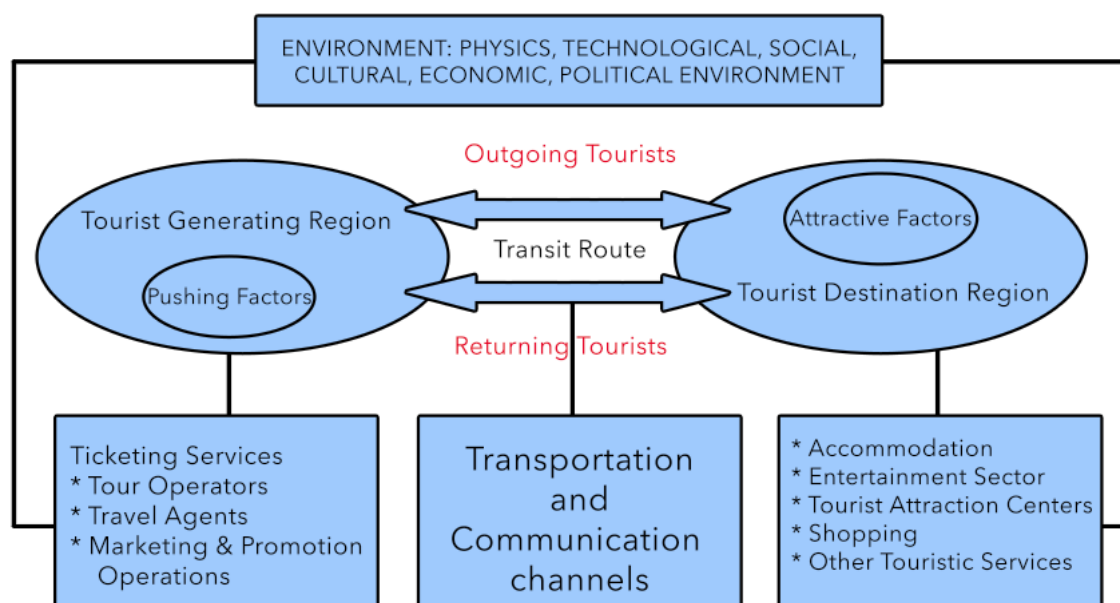 ENVIRONMENT: PHYSICS, TECHNOLOGICAL, SOCIAL,
CULTURAL, ECONOMIC, POLITICAL ENVIRONMENT
Outgoing Tourists
Tourist Generating Region
Attractive Factors
Transit Route
Pushing Factors
Tourist Destination Region
Returning Tourists
Ticketing Services
* Tour Operators
* Travel Agents
* Marketing & Promotion
Operations
Transportation
and
Communication
channels
* Accommodation
* Entertainment Sector
* Tourist Attraction Centers
* Shopping
* Other Touristic Services